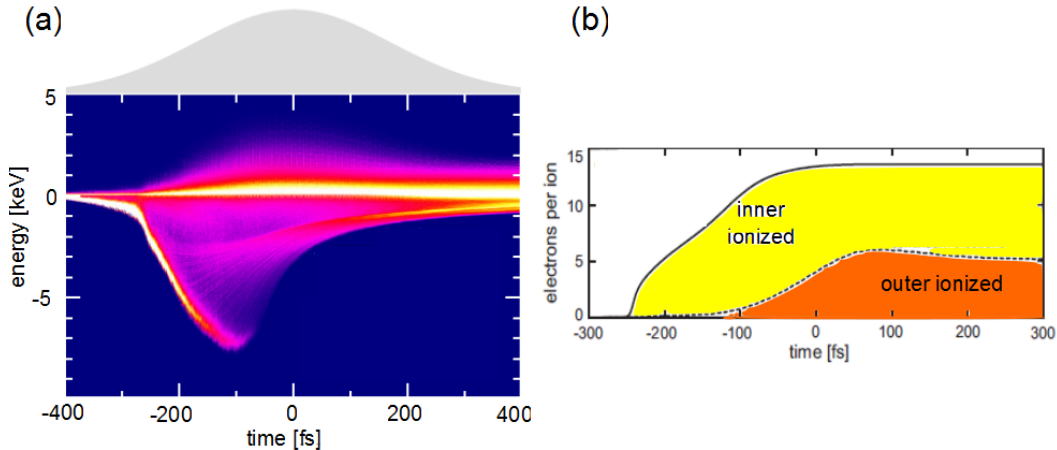 (a)
5
0
-5
energy [keV]
-400
-200
0
200
400
time [fs]
(b)
15
10
5
0
electrons per ion
inner
ionized
outer ionized
-300
-200
-100
0
100
200
300
time [fs]